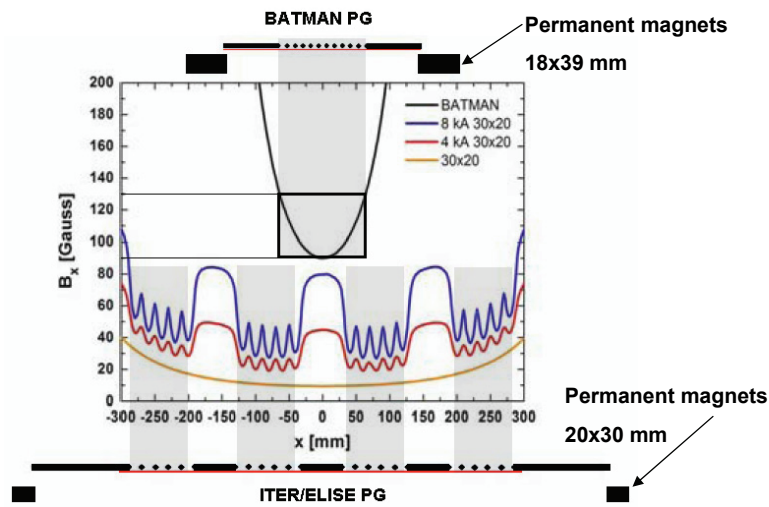 BATMAN PG
Permanent magnets
18x39 mm
200
180
160
140
120
100
80
60
40
20
0
B_x [Gauss]
BATMAN
8 kA 30x20
4 kA 30x20
30x20
-300 -250 -200 -150 -100 -50 0 50 100 150 200 250 300
x [mm]
Permanent magnets
20x30 mm
ITER/ELISE PG